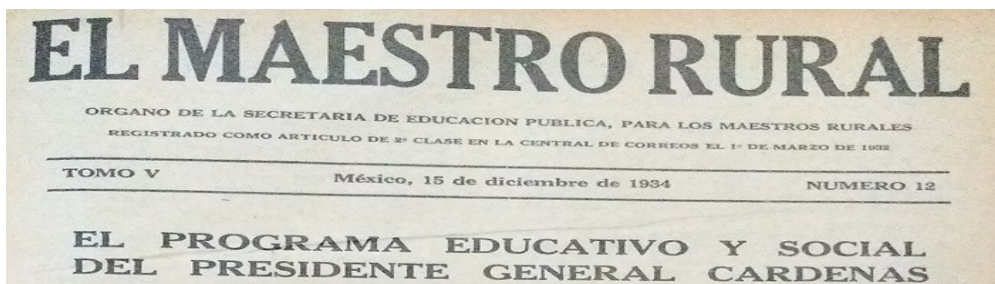 EL MAESTRO RURAL
ORGANO DE LA SECRETARIA DE EDUCACION PUBLICA, PARA LOS MAESTROS RURALES
REGISTRADO COMO ARTICULO DE 2ª CLASE EN LA CENTRAL DE CORREOS EL 1º DE MARZO DE 1932
TOMO V México, 15 de diciembre de 1934 NUMERO 12
EL PROGRAMA EDUCATIVO Y SOCIAL
DEL PRESIDENTE GENERAL CARDENAS